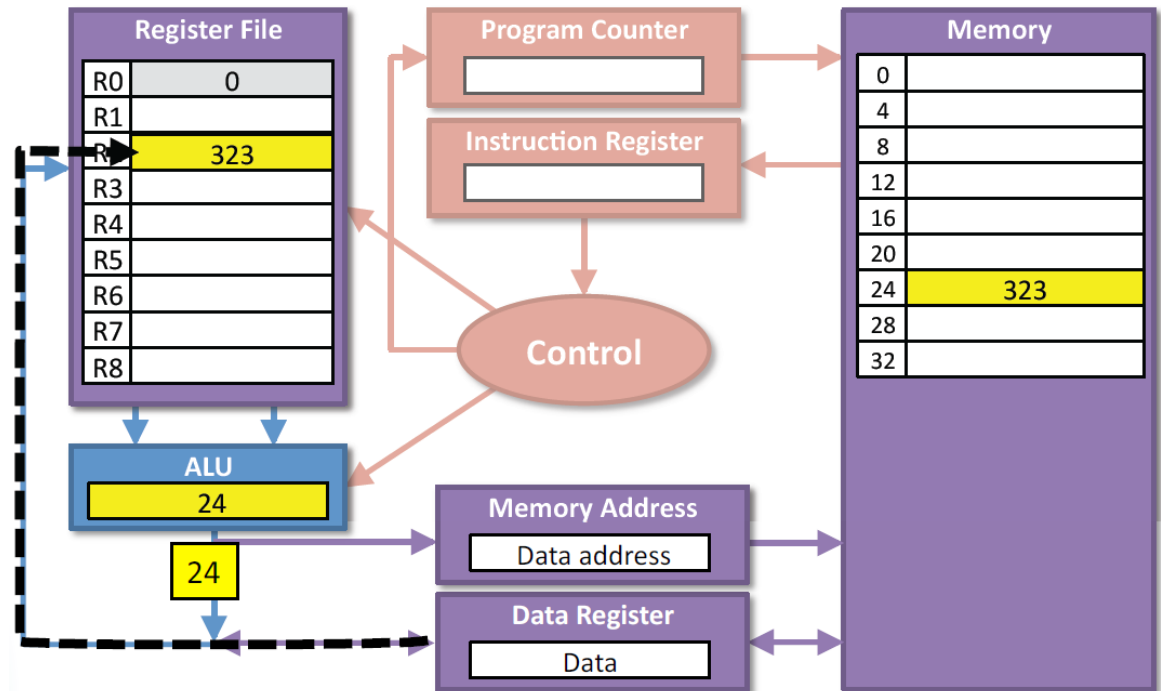 Register File
R0 0
R1
R 323
R3
R4
R5
R6
R7
R8
ALU
24
24
Program Counter
Instruction Register
Control
Memory Address
Data address
Data Register
Data
Memory
0
4
8
12
16
20
24 323
28
32